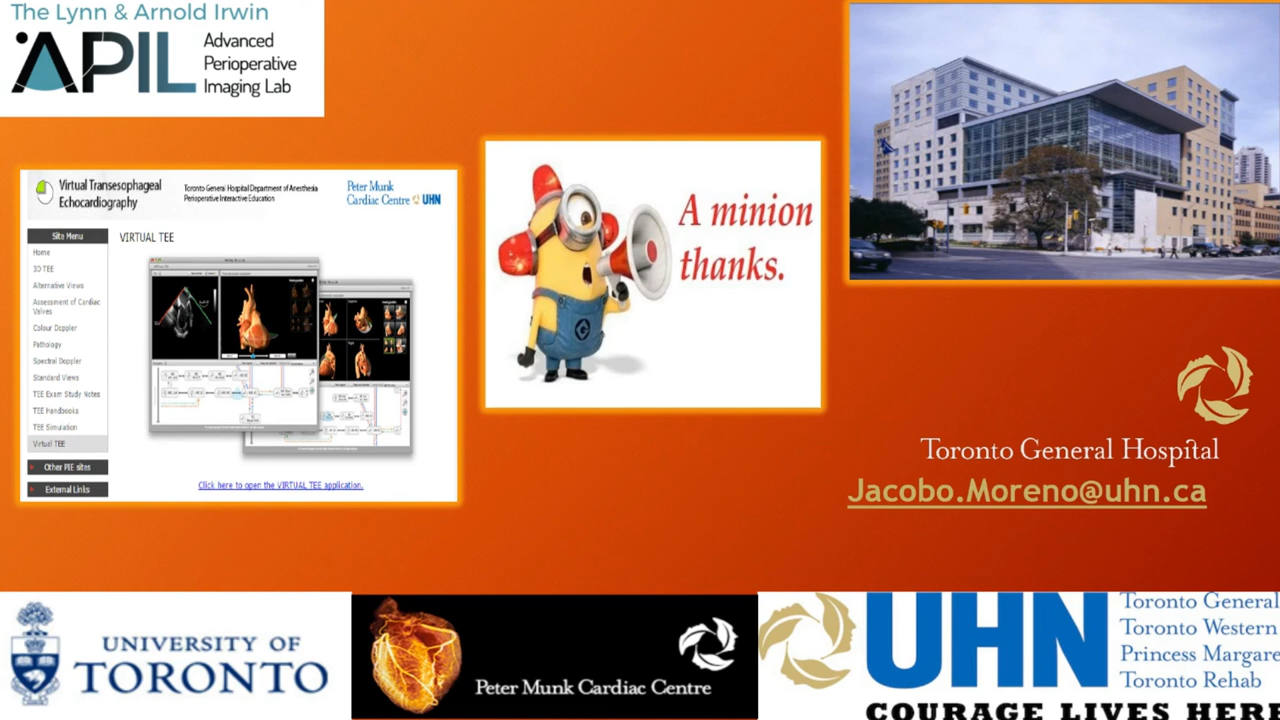 The Lynn & Arnold Irwin
APIL
Advanced
Perioperative
Imaging Lab
Virtual Transesophageal
Echocardiography
Toronto General Hospital Department of Anesthesia
Perioperative Interactive Education
Peter Munk
Cardiac Centre UHN
Site Menu
Home
3D TEE
Alternative Views
Assessment of Cardiac
Valves
Colour Doppler
Pathology
Spectral Doppler
Standard Views
TEE Exam Study Notes
TEE Handbooks
TEE Simulation
Virtual TEE
Other PIE sites
External Links
VIRTUAL TEE
Click here to open the VIRTUAL TEE application.
A minion
thanks.
Toronto General Hospital
Jacobo.Moreno@uhn.ca
UNIVERSITY OF
TORONTO
Peter Munk Cardiac Centre
UHN
Toronto General
Toronto Western
Princess Margare
Toronto Rehab
COURAGE LIVES HERE